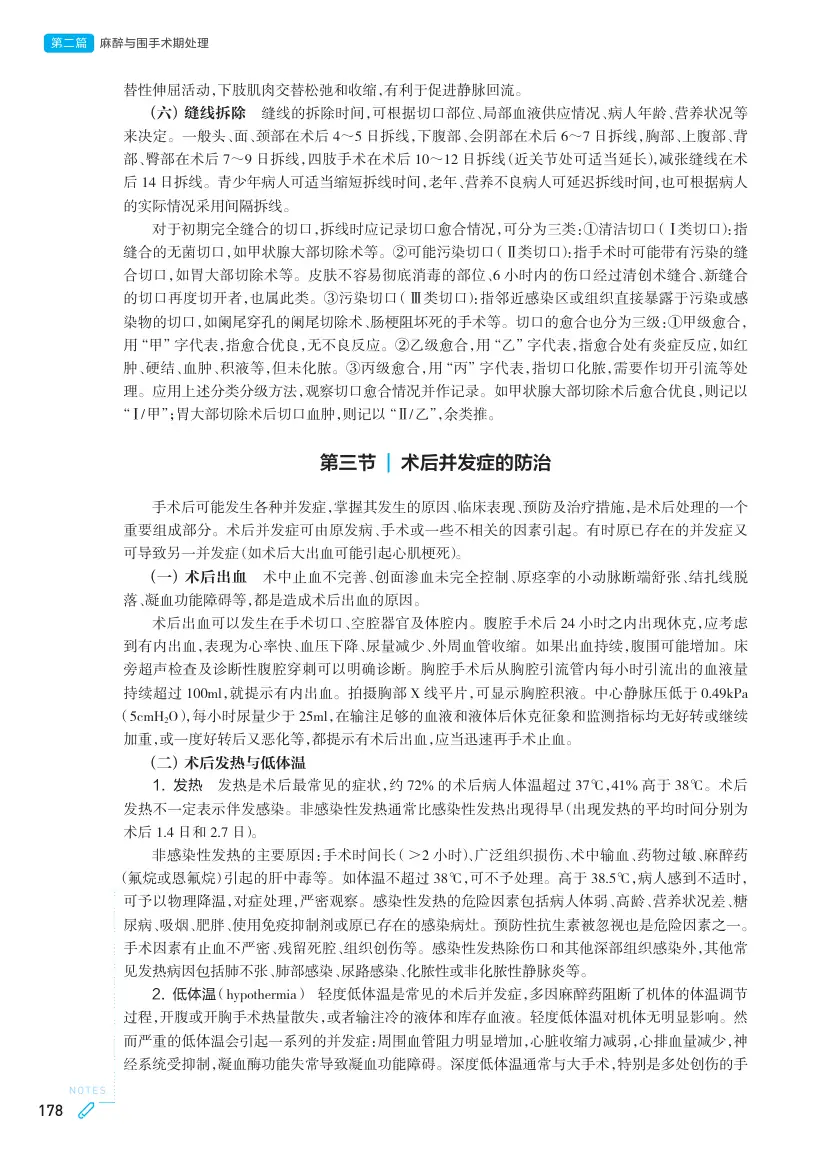 第二篇 麻醉与围手术期处理
替性伸屈活动,下肢肌肉交替松弛和收缩,有利于促进静脉回流。
(六) 缝线拆除 缝线的拆除时间,可根据切口部位、局部血液供应情况、病人年龄、营养状况等
来决定。一般头、面、颈部在术后 4～5 日拆线,下腹部、会阴部在术后 6～7 日拆线,胸部、上腹部、背
部、臀部在术后 7～9 日拆线,四肢手术在术后 10～12 日拆线(近关节处可适当延长),减张缝线在术
后 14 日拆线。青少年病人可适当缩短拆线时间,老年、营养不良病人可延迟拆线时间,也可根据病人
的实际情况采用间隔拆线。
对于初期完全缝合的切口,拆线时应记录切口愈合情况,可分为三类:①清洁切口(Ⅰ类切口):指
缝合的无菌切口,如甲状腺大部切除术等。②可能污染切口(Ⅱ类切口):指手术时可能带有污染的缝
合切口,如胃大部切除术等。皮肤不容易彻底消毒的部位、6 小时内的伤口经过清创术缝合、新缝合
的切口再度切开者,也属此类。③污染切口(Ⅲ类切口):指邻近感染区或组织直接暴露于污染或感
染物的切口,如阑尾穿孔的阑尾切除术、肠梗阻坏死的手术等。切口的愈合也分为三级:①甲级愈合,
用“甲”字代表,指愈合优良,无不良反应。②乙级愈合,用“乙”字代表,指愈合处有炎症反应,如红
肿、硬结、血肿、积液等,但未化脓。③丙级愈合,用“丙”字代表,指切口化脓,需要作切开引流等处
理。应用上述分类分级方法,观察切口愈合情况并作记录。如甲状腺大部切除术后愈合优良,则记以
“Ⅰ/甲”;胃大部切除术后切口血肿,则记以“Ⅱ/乙”,余类推。
第三节 | 术后并发症的防治
手术后可能发生各种并发症,掌握其发生的原因、临床表现、预防及治疗措施,是术后处理的一个
重要组成部分。术后并发症可由原发病、手术或一些不相关的因素引起。有时原已存在的并发症又
可导致另一并发症(如术后大出血可能引起心肌梗死)。
(一) 术后出血 术中止血不完善、创面渗血未完全控制、原痉挛的小动脉断端舒张、结扎线脱
落、凝血功能障碍等,都是造成术后出血的原因。
术后出血可以发生在手术切口、空腔器官及体腔内。腹腔手术后 24 小时之内出现休克,应考虑
到有内出血,表现为心率快、血压下降、尿量减少、外周血管收缩。如果出血持续,腹围可能增加。床
旁超声检查及诊断性腹腔穿刺可以明确诊断。胸腔手术后从胸腔引流管内每小时引流出的血液量
持续超过 100ml,就提示有内出血。拍摄胸部 X 线平片,可显示胸腔积液。中心静脉压低于 0.49kPa
(5cmH₂O),每小时尿量少于 25ml,在输注足够的血液和液体后休克征象和监测指标均无好转或继续
加重,或一度好转后又恶化等,都提示有术后出血,应当迅速再手术止血。
(二) 术后发热与低体温
1. 发热 发热是术后最常见的症状,约 72% 的术后病人体温超过 37℃,41% 高于 38℃。术后
发热不一定表示伴发感染。非感染性发热通常比感染性发热出现得早(出现发热的平均时间分别为
术后 1.4 日和 2.7 日)。
非感染性发热的主要原因:手术时间长(＞2 小时)、广泛组织损伤、术中输血、药物过敏、麻醉药
(氟烷或恩氟烷)引起的肝中毒等。如体温不超过 38℃,可不予处理。高于 38.5℃,病人感到不适时,
可予以物理降温,对症处理,严密观察。感染性发热的危险因素包括病人体弱、高龄、营养状况差、糖
尿病、吸烟、肥胖、使用免疫抑制剂或原已存在的感染病灶。预防性抗生素被忽视也是危险因素之一。
手术因素有止血不严密、残留死腔、组织创伤等。感染性发热除伤口和其他深部组织感染外,其他常
见发热病因包括肺不张、肺部感染、尿路感染、化脓性或非化脓性静脉炎等。
2. 低体温(hypothermia) 轻度低体温是常见的术后并发症,多因麻醉药阻断了机体的体温调节
过程,开腹或开胸手术热量散失,或者输注冷的液体和库存血液。轻度低体温对机体无明显影响。然
而严重的低体温会引起一系列的并发症:周围血管阻力明显增加,心脏收缩力减弱,心排血量减少,神
经系统受抑制,凝血酶功能失常导致凝血功能障碍。深度低体温通常与大手术,特别是多处创伤的手
NOTES
178